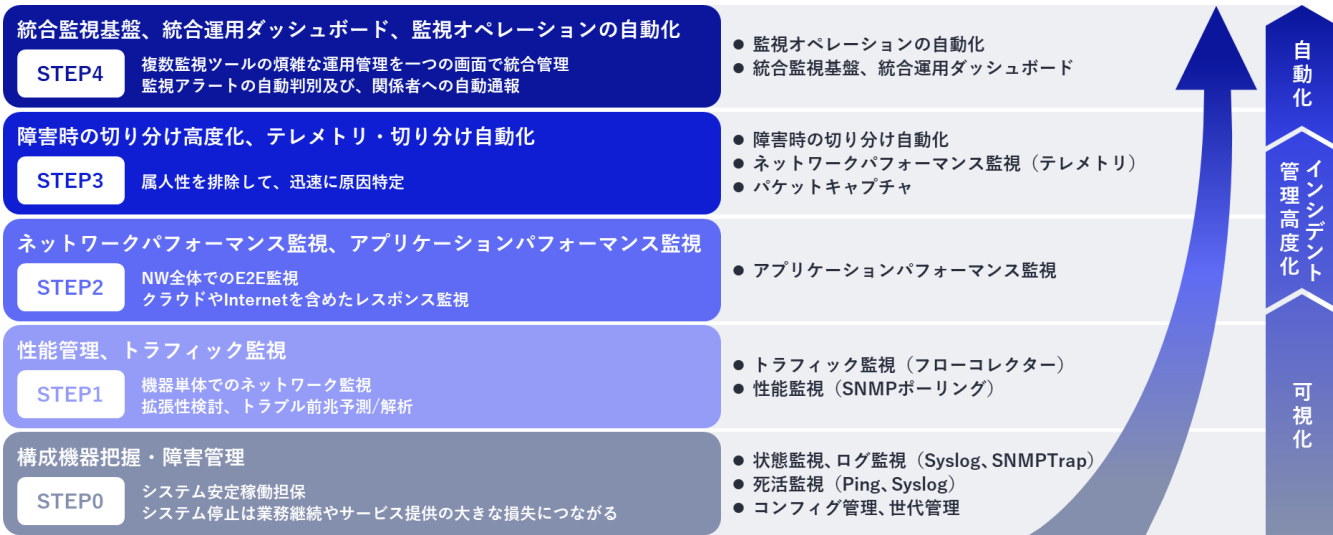 統合監視基盤、統合運用ダッシュボード、監視オペレーションの自動化
STEP4
複数監視ツールの煩雑な運用管理を一つの画面で統合管理
監視アラートの自動判別及び、関係者への自動通報
● 監視オペレーションの自動化
● 統合監視基盤、統合運用ダッシュボード
自動化
障害時の切り分け高度化、テレメトリ・切り分け自動化
STEP3
属人性を排除して、迅速に原因特定
● 障害時の切り分け自動化
● ネットワークパフォーマンス監視（テレメトリ）
● パケットキャプチャ
インシデント
管理高度化
ネットワークパフォーマンス監視、アプリケーションパフォーマンス監視
STEP2
NW全体でのE2E監視
クラウドやInternetを含めたレスポンス監視
● アプリケーションパフォーマンス監視
性能管理、トラフィック監視
STEP1
機器単体でのネットワーク監視
拡張性検討、トラブル前兆予測/解析
● トラフィック監視（フローコレクター）
● 性能監視（SNMPポーリング）
可視化
構成機器把握・障害管理
STEP0
システム安定稼働担保
システム停止は業務継続やサービス提供の大きな損失につながる
● 状態監視、ログ監視（Syslog、SNMPTrap）
● 死活監視（Ping、Syslog）
● コンフィグ管理、世代管理